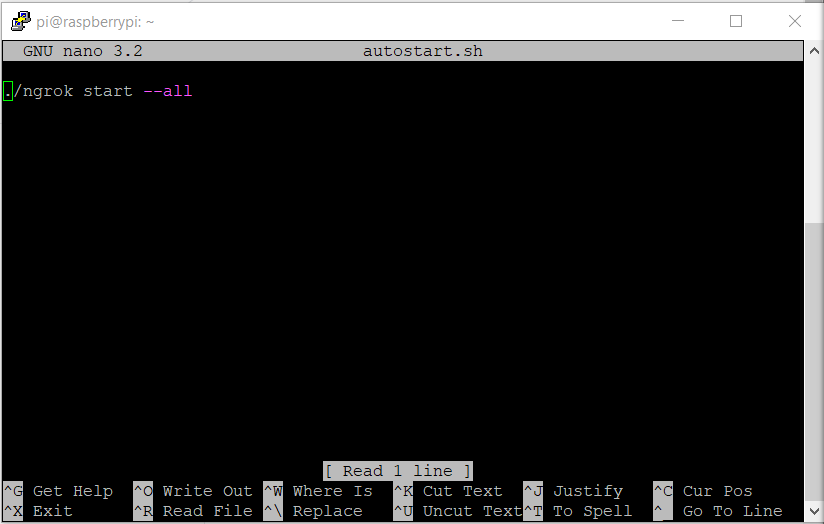 pi@raspberrypi: ~
GNU nano 3.2 autostart.sh
./ngrok start --all
[ Read 1 line ]
^G Get Help ^O Write Out ^W Where Is ^K Cut Text ^J Justify ^C Cur Pos
^X Exit ^R Read File ^\ Replace ^U Uncut Text ^T To Spell ^_ Go To Line